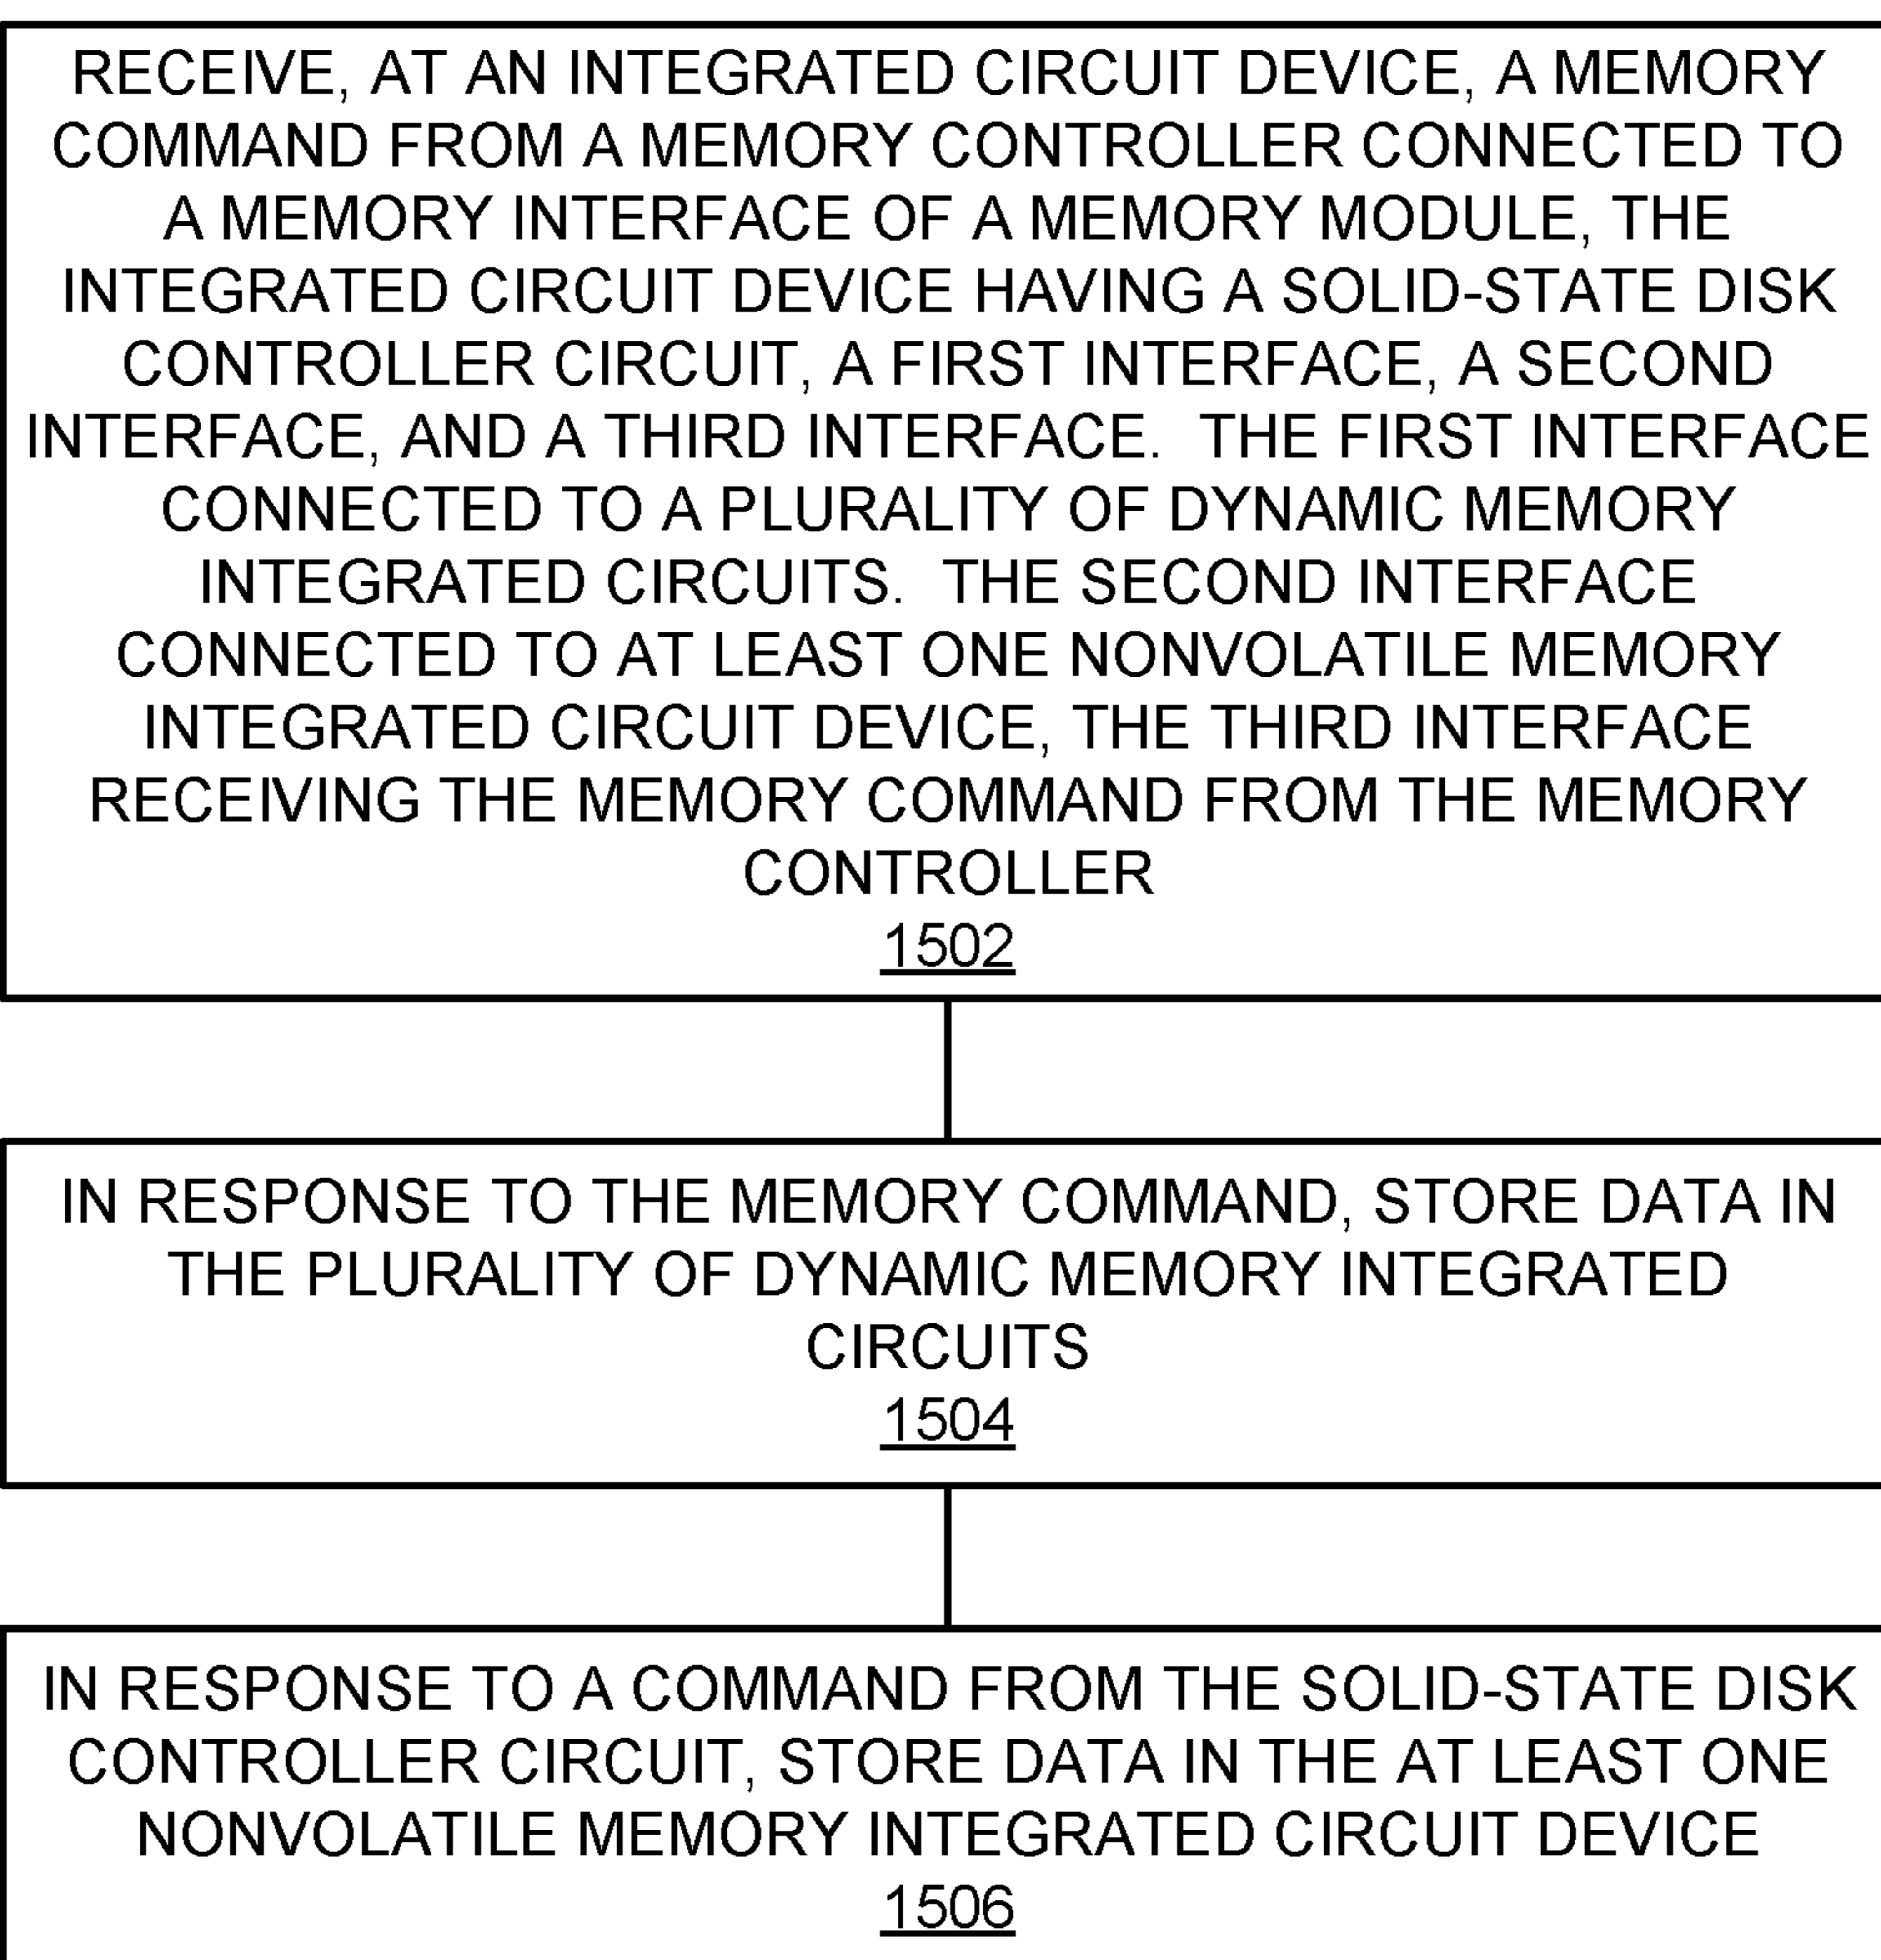 RECEIVE, AT AN INTEGRATED CIRCUIT DEVICE, A MEMORY
COMMAND FROM A MEMORY CONTROLLER CONNECTED TO
A MEMORY INTERFACE OF A MEMORY MODULE, THE
INTEGRATED CIRCUIT DEVICE HAVING A SOLID-STATE DISK
CONTROLLER CIRCUIT, A FIRST INTERFACE, A SECOND
INTERFACE, AND A THIRD INTERFACE.  THE FIRST INTERFACE
CONNECTED TO A PLURALITY OF DYNAMIC MEMORY
INTEGRATED CIRCUITS.  THE SECOND INTERFACE
CONNECTED TO AT LEAST ONE NONVOLATILE MEMORY
INTEGRATED CIRCUIT DEVICE, THE THIRD INTERFACE
RECEIVING THE MEMORY COMMAND FROM THE MEMORY
CONTROLLER
1502
IN RESPONSE TO THE MEMORY COMMAND, STORE DATA IN
THE PLURALITY OF DYNAMIC MEMORY INTEGRATED
CIRCUITS
1504
IN RESPONSE TO A COMMAND FROM THE SOLID-STATE DISK
CONTROLLER CIRCUIT, STORE DATA IN THE AT LEAST ONE
NONVOLATILE MEMORY INTEGRATED CIRCUIT DEVICE
1506